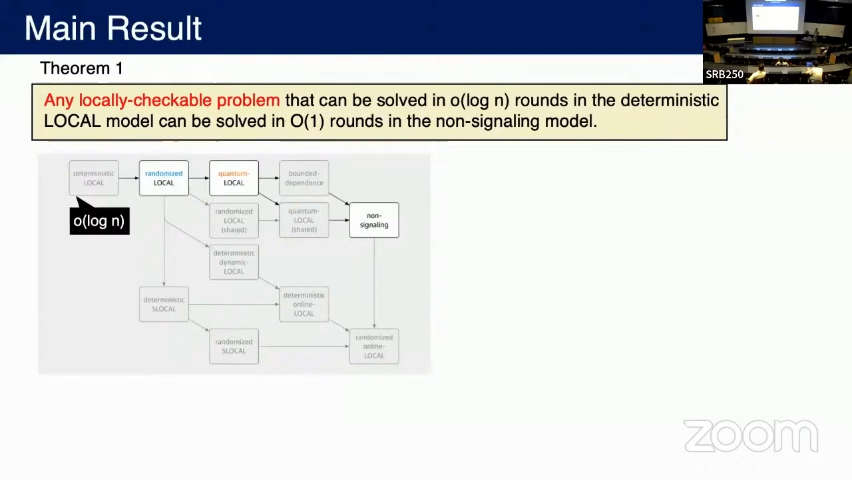 Main Result
SRB250
Theorem 1
Any locally-checkable problem that can be solved in o(log n) rounds in the deterministic
LOCAL model can be solved in O(1) rounds in the non-signaling model.
deterministic
LOCAL
randomized
LOCAL
quantum-
LOCAL
bounded-
dependence
o(log n)
randomized
LOCAL
(shared)
quantum-
LOCAL
(shared)
non-
signaling
deterministic
dynamic-
LOCAL
deterministic
SLOCAL
deterministic
online-
LOCAL
randomized
SLOCAL
randomized
online-
LOCAL
zoom